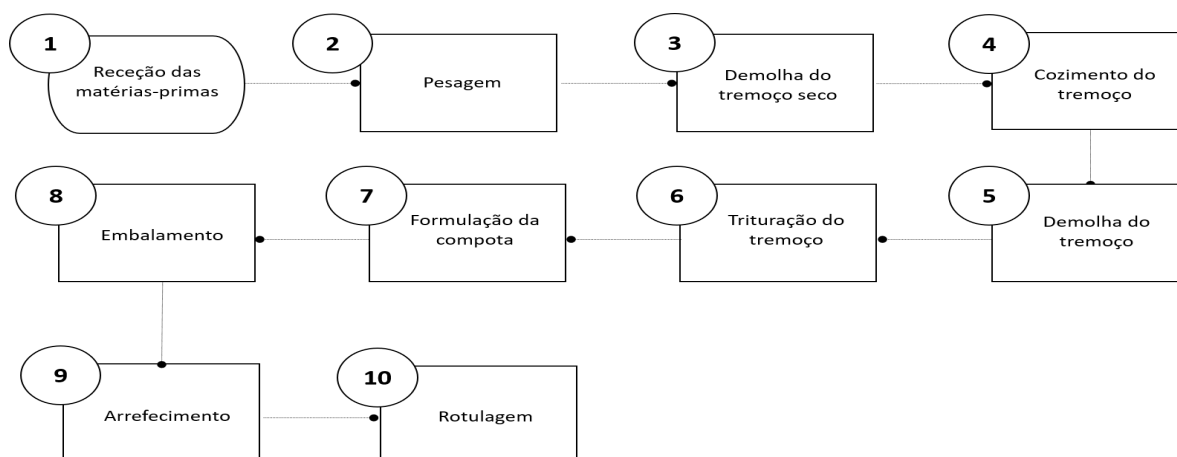 1
Receção das
matérias-primas
2
Pesagem
3
Demolha do
tremoço seco
4
Cozimento do
tremoço
5
Demolha do
tremoço
6
Trituração do
tremoço
7
Formulação da
compota
8
Embalamento
9
Arrefecimento
10
Rotulagem